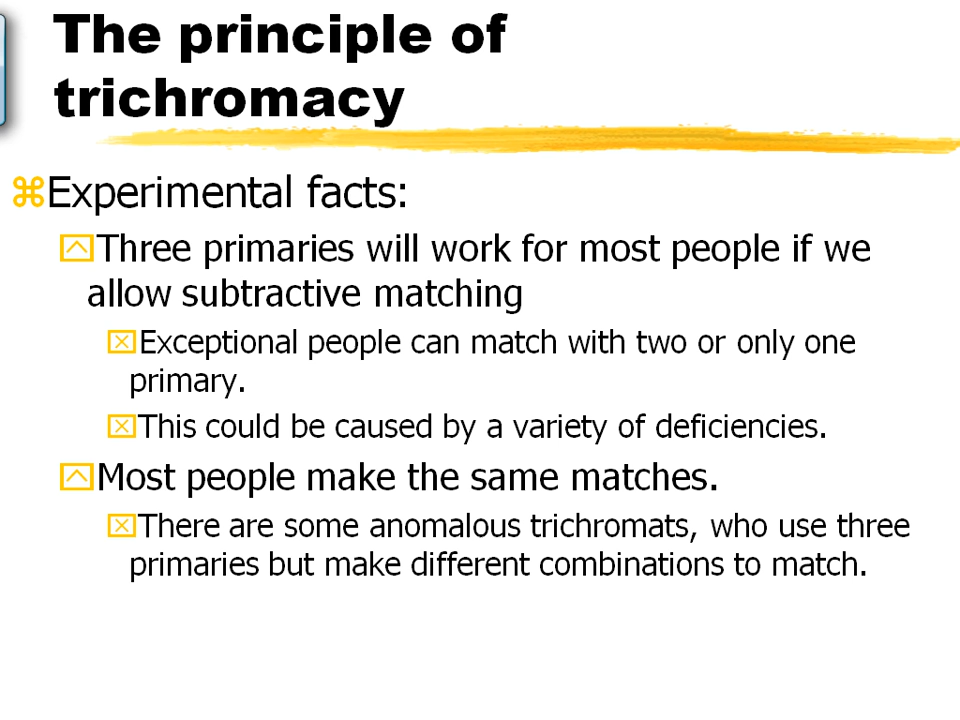 The principle of
trichromacy
Experimental facts:
Three primaries will work for most people if we
allow subtractive matching
Exceptional people can match with two or only one
primary.
This could be caused by a variety of deficiencies.
Most people make the same matches.
There are some anomalous trichromats, who use three
primaries but make different combinations to match.